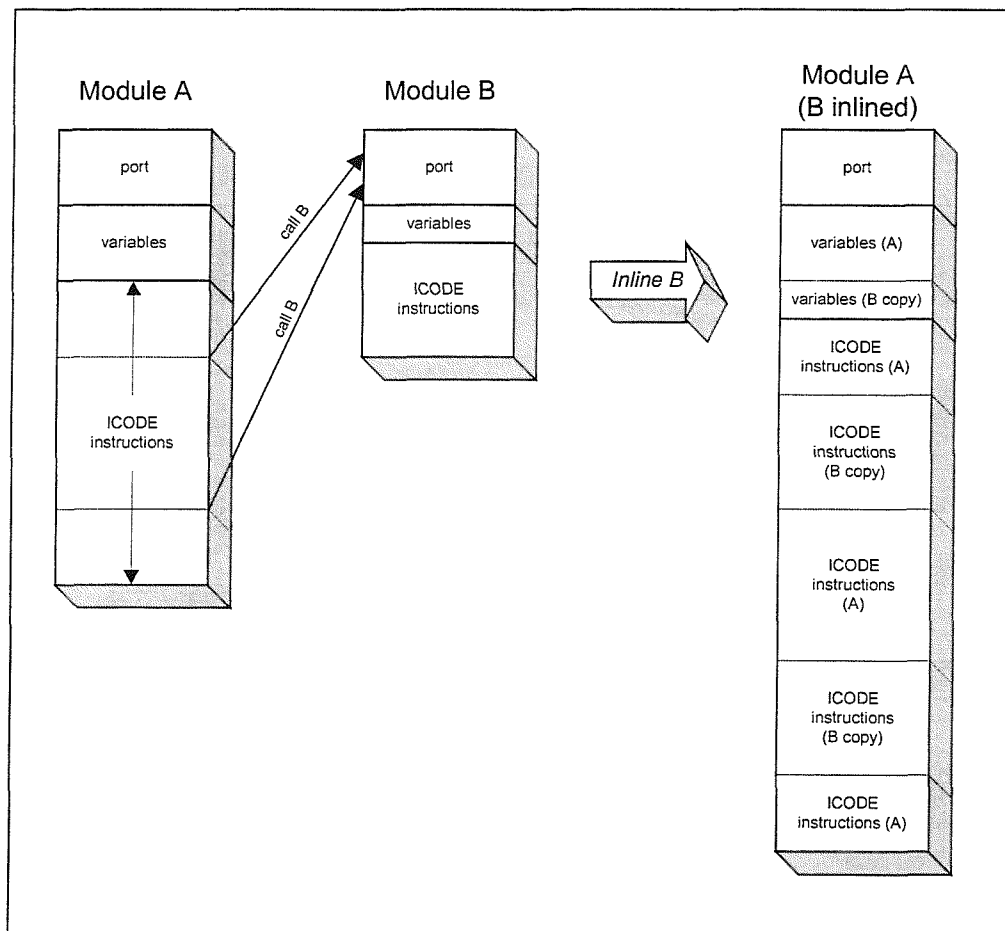 Module A
port
variables
ICODE
instructions
call B
call B
Module B
port
variables
ICODE
instructions
Inline B
Module A
(B inlined)
port
variables (A)
variables (B copy)
ICODE
instructions (A)
ICODE
instructions
(B copy)
ICODE
instructions
(A)
ICODE
instructions
(B copy)
ICODE
instructions (A)